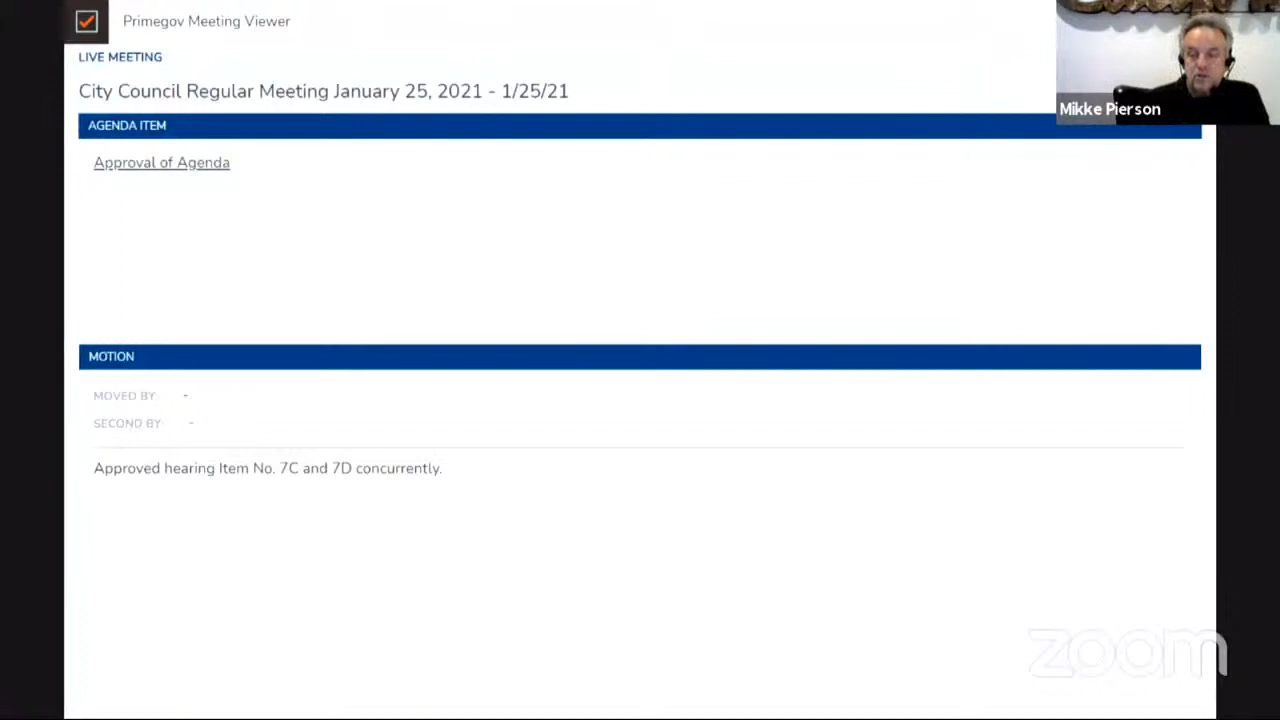 Primegov Meeting Viewer
LIVE MEETING
City Council Regular Meeting January 25, 2021 - 1/25/21
Mikke Pierson
AGENDA ITEM
Approval of Agenda
MOTION
MOVED BY: -
SECOND BY: -
Approved hearing Item No. 7C and 7D concurrently.
zoom